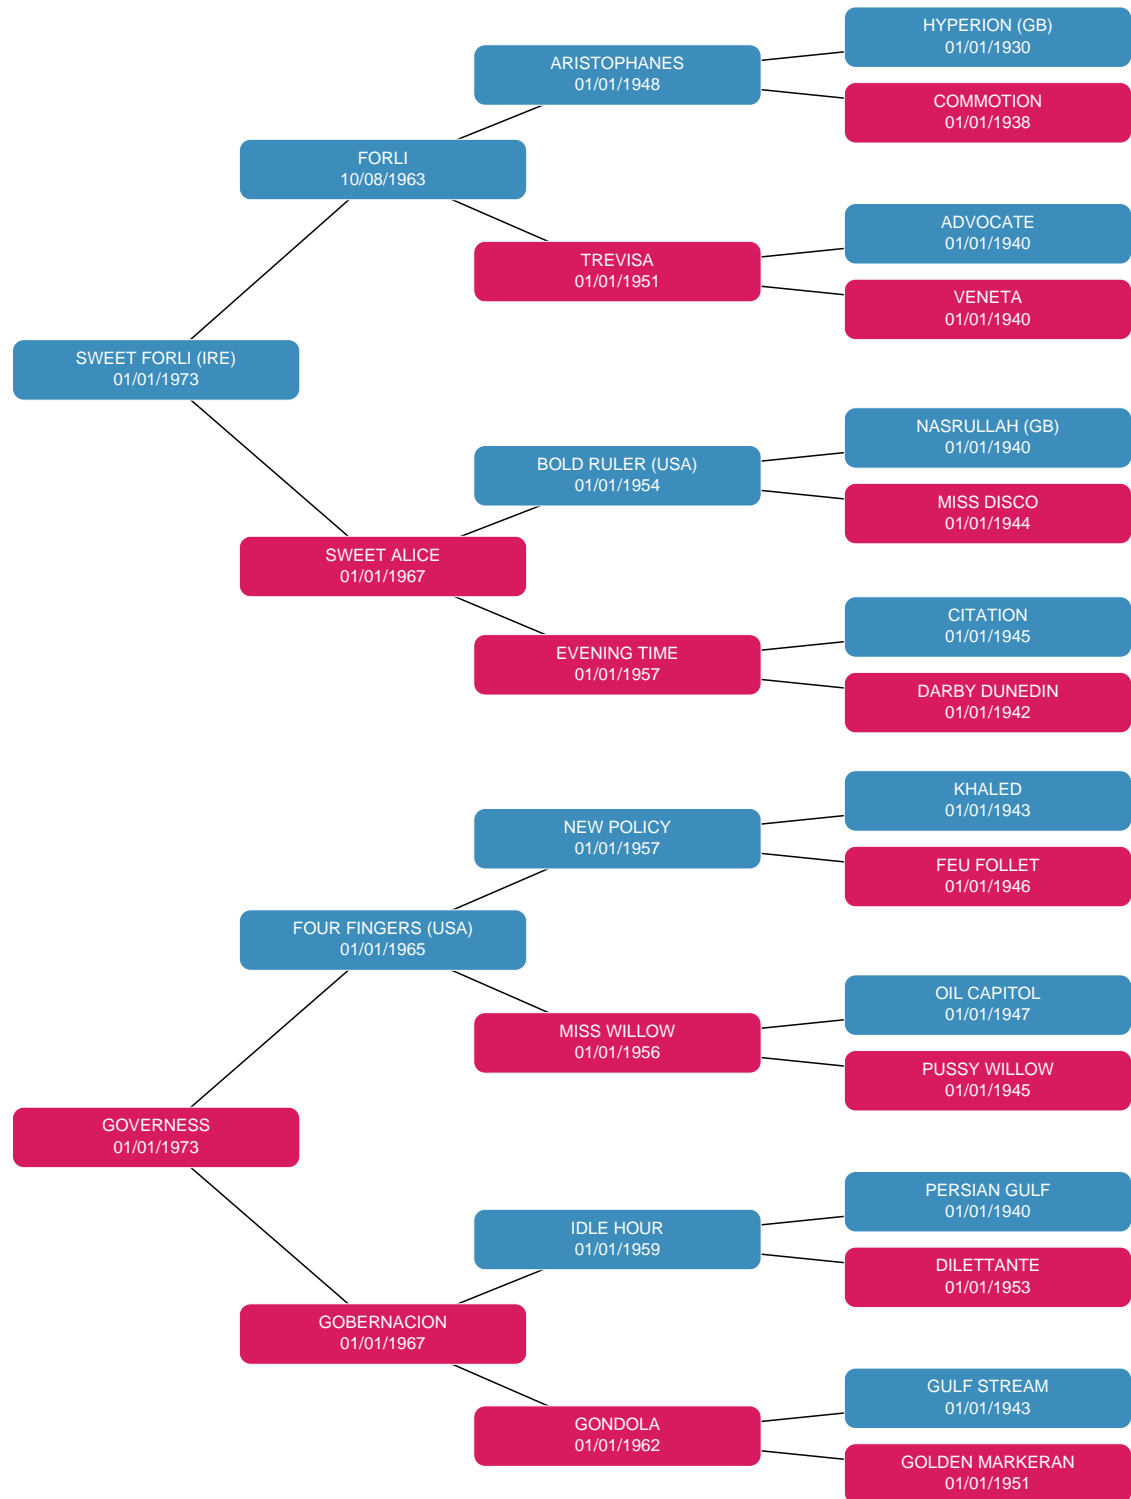 HYPERION (GB)
01/01/1930
ARISTOPHANES
01/01/1948
COMMOTION
01/01/1938
FORLI
10/08/1963
ADVOCATE
01/01/1940
TREVISA
01/01/1951
VENETA
01/01/1940
SWEET FORLI (IRE)
01/01/1973
NASRULLAH (GB)
01/01/1940
BOLD RULER (USA)
01/01/1954
MISS DISCO
01/01/1944
SWEET ALICE
01/01/1967
CITATION
01/01/1945
EVENING TIME
01/01/1957
DARBY DUNEDIN
01/01/1942
KHALED
01/01/1943
NEW POLICY
01/01/1957
FEU FOLLET
01/01/1946
FOUR FINGERS (USA)
01/01/1965
OIL CAPITOL
01/01/1947
MISS WILLOW
01/01/1956
PUSSY WILLOW
01/01/1945
GOVERNESS
01/01/1973
PERSIAN GULF
01/01/1940
IDLE HOUR
01/01/1959
DILETTANTE
01/01/1953
GOBERNACION
01/01/1967
GULF STREAM
01/01/1943
GONDOLA
01/01/1962
GOLDEN MARKERAN
01/01/1951